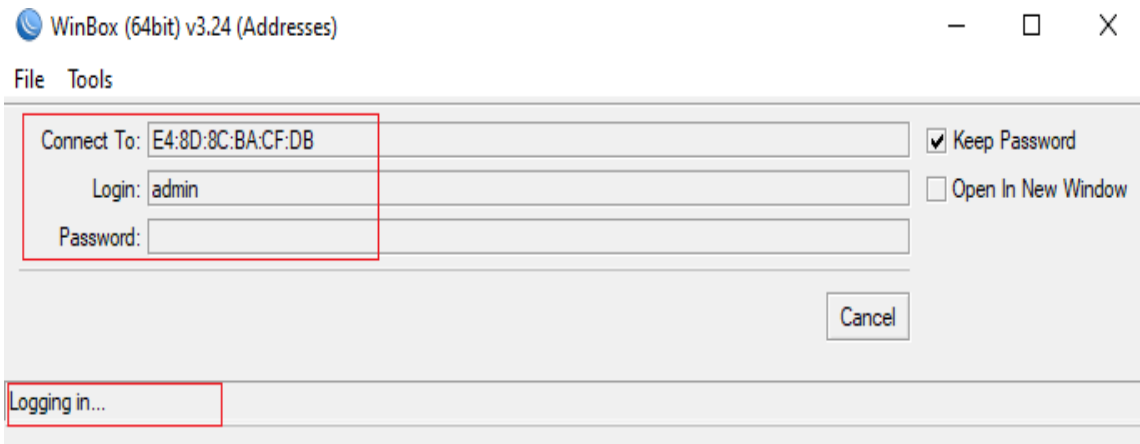 WinBox (64bit) v3.24 (Addresses)
File Tools
Connect To: E4:8D:8C:BA:CF:DB
Keep Password
Login: admin
Open In New Window
Password:
Cancel
Logging in...